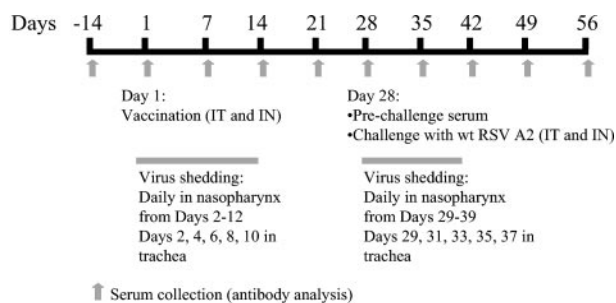 Days -14 1 7 14 21 28 35 42 49 56
Day 1:
Vaccination (IT and IN)
Day 28:
•Pre-challenge serum
•Challenge with wt RSV A2 (IT and IN)
Virus shedding:
Daily in nasopharynx
from Days 2-12
Days 2, 4, 6, 8, 10 in
trachea
Virus shedding:
Daily in nasopharynx
from Days 29-39
Days 29, 31, 33, 35, 37 in
trachea
Serum collection (antibody analysis)